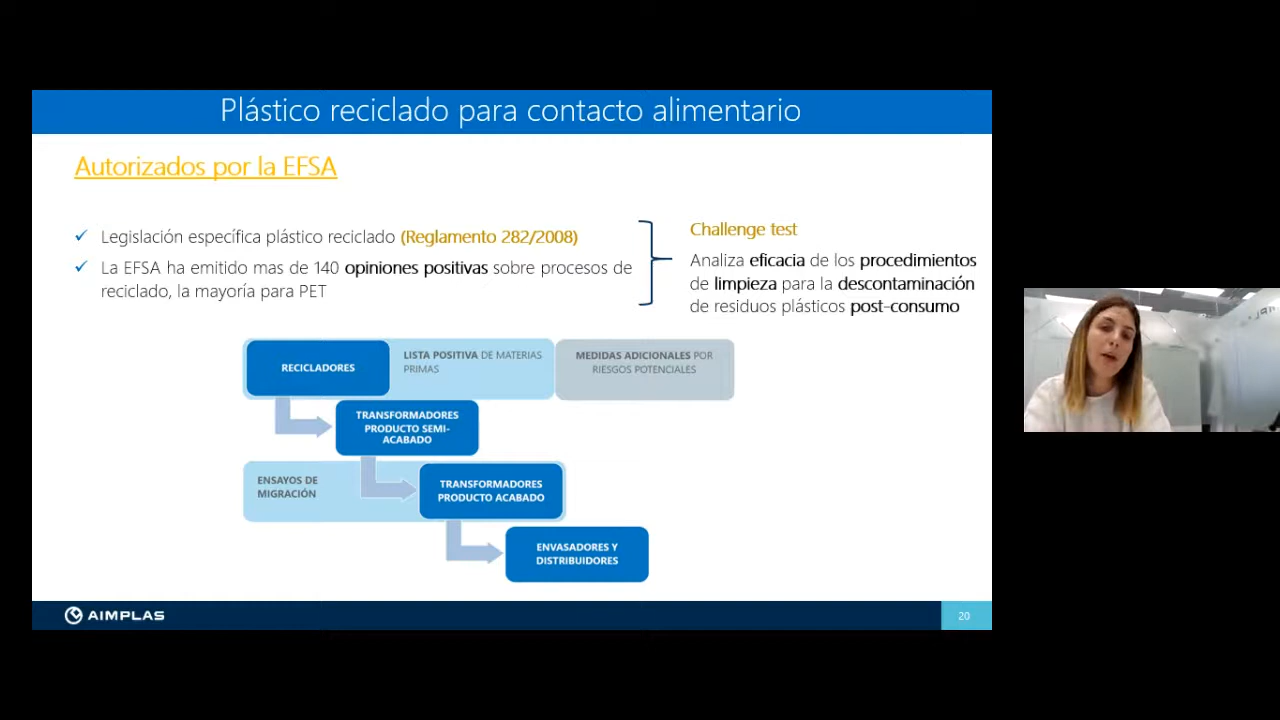 Plástico reciclado para contacto alimentario
Autorizados por la EFSA
Legislación específica plástico reciclado (Reglamento 282/2008)
La EFSA ha emitido mas de 140 opiniones positivas sobre procesos de
reciclado, la mayoría para PET
Challenge test
Analiza eficacia de los procedimientos
de limpieza para la descontaminación
de residuos plásticos post-consumo
RECICLADORES
LISTA POSITIVA DE MATERIAS
PRIMAS
MEDIDAS ADICIONALES POR
RIESGOS POTENCIALES
TRANSFORMADORES
PRODUCTO SEMI-
ACABADO
ENSAYOS DE
MIGRACIÓN
TRANSFORMADORES
PRODUCTO ACABADO
ENVASADORES Y
DISTRIBUIDORES
AIMPLAS
20